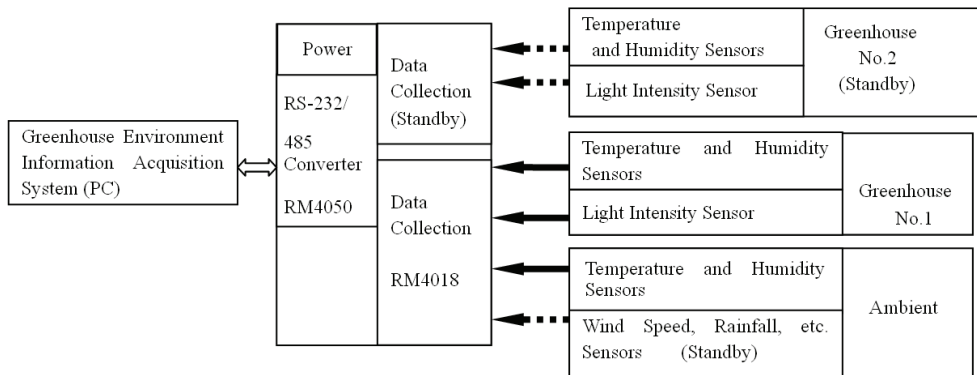 Greenhouse Environment
Information Acquisition
System (PC)
Power
RS-232/
485
Converter
RM4050
Data
Collection
(Standby)
Data
Collection
RM4018
Temperature
and Humidity Sensors
Light Intensity Sensor
Greenhouse
No.2
(Standby)
Temperature and Humidity
Sensors
Light Intensity Sensor
Greenhouse
No.1
Temperature and Humidity
Sensors
Wind Speed, Rainfall, etc.
Sensors (Standby)
Ambient